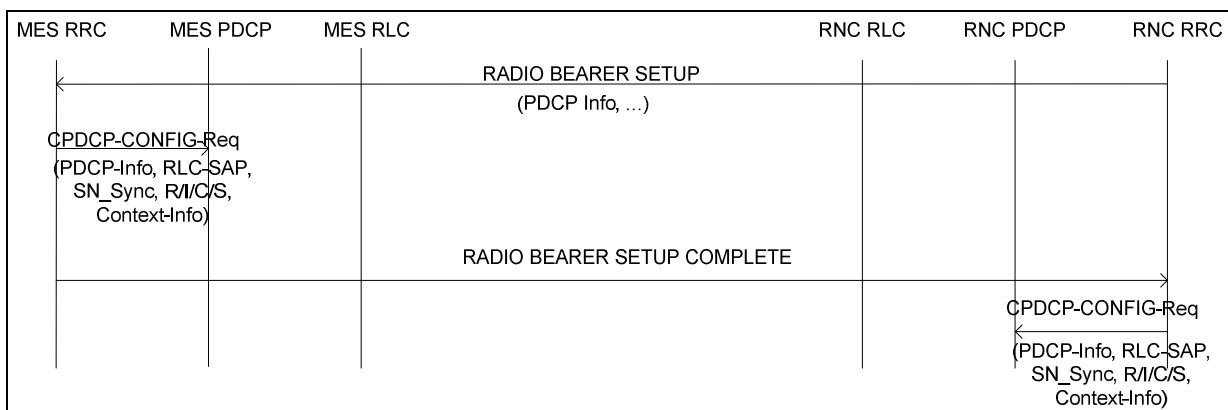 MES RRC MES PDCP MES RLC RNC RLC RNC PDCP RNC RRC
RADIO BEARER SETUP
(PDCP Info, ...)
CPDCP-CONFIG-Req
(PDCP-Info, RLC-SAP,
SN_Sync, R/I/C/S,
Context-Info)
RADIO BEARER SETUP COMPLETE
CPDCP-CONFIG-Req
(PDCP-Info, RLC-SAP,
SN_Sync, R/I/C/S,
Context-Info)